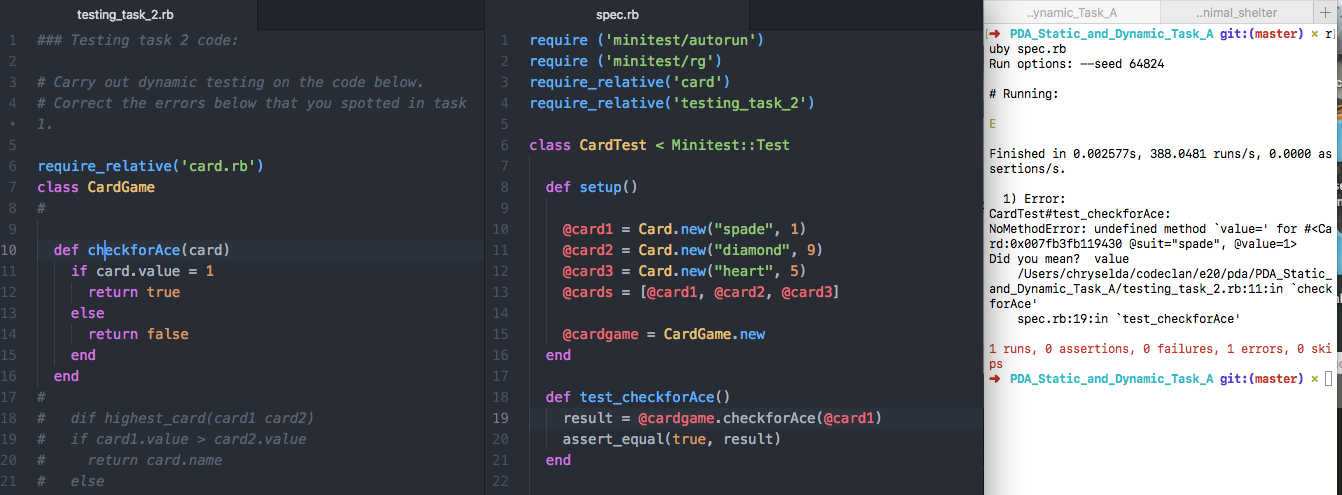 testing_task_2.rb
1 ### Testing task 2 code:
2
3 # Carry out dynamic testing on the code below.
4 # Correct the errors below that you spotted in task
• 1.
5
6 require_relative('card.rb')
7 class CardGame
8 #
9
10 def checkforAce(card)
11 if card.value = 1
12 return true
13 else
14 return false
15 end
16 end
17 #
18 # dif highest_card(card1 card2)
19 # if card1.value > card2.value
20 # return card.name
21 # else
spec.rb
1 require ('minitest/autorun')
2 require ('minitest/rg')
3 require_relative('card')
4 require_relative('testing_task_2')
5
6 class CardTest < Minitest::Test
7
8 def setup()
9
10 @card1 = Card.new("spade", 1)
11 @card2 = Card.new("diamond", 9)
12 @card3 = Card.new("heart", 5)
13 @cards = [@card1, @card2, @card3]
14
15 @cardgame = CardGame.new
16 end
17
18 def test_checkforAce()
19 result = @cardgame.checkforAce(@card1)
20 assert_equal(true, result)
21 end
22
..ynamic_Task_A
..nimal_shelter
+
[➜ PDA_Static_and_Dynamic_Task_A git:(master) × r]
uby spec.rb
Run options: --seed 64824
# Running:
E
Finished in 0.002577s, 388.0481 runs/s, 0.0000 as
sertions/s.
1) Error:
CardTest#test_checkforAce:
NoMethodError: undefined method `value=' for #<Ca
rd:0x007fb3fb119430 @suit="spade", @value=1>
Did you mean? value
/Users/chryselda/codeclan/e20/pda/PDA_Static_
and_Dynamic_Task_A/testing_task_2.rb:11:in `check
forAce'
spec.rb:19:in `test_checkforAce'
1 runs, 0 assertions, 0 failures, 1 errors, 0 ski
ps
➜ PDA_Static_and_Dynamic_Task_A git:(master) ×